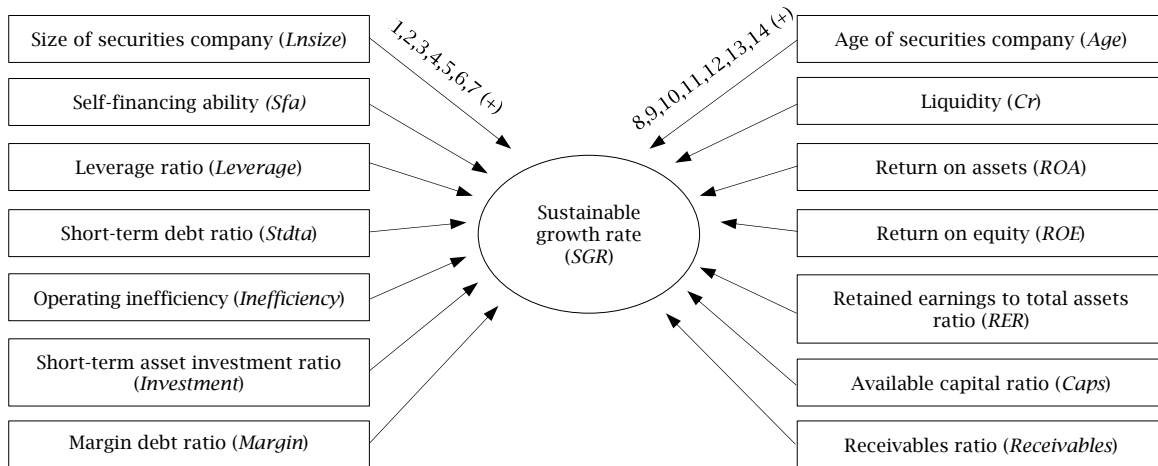 Size of securities company (Lnsize)
Self-financing ability (Sfa)
Leverage ratio (Leverage)
Short-term debt ratio (Stdta)
Operating inefficiency (Inefficiency)
Short-term asset investment ratio
(Investment)
Margin debt ratio (Margin)
1,2,3,4,5,6,7 (+)
Sustainable
growth rate
(SGR)
8,9,10,11,12,13,14 (+)
Age of securities company (Age)
Liquidity (Cr)
Return on assets (ROA)
Return on equity (ROE)
Retained earnings to total assets
ratio (RER)
Available capital ratio (Caps)
Receivables ratio (Receivables)